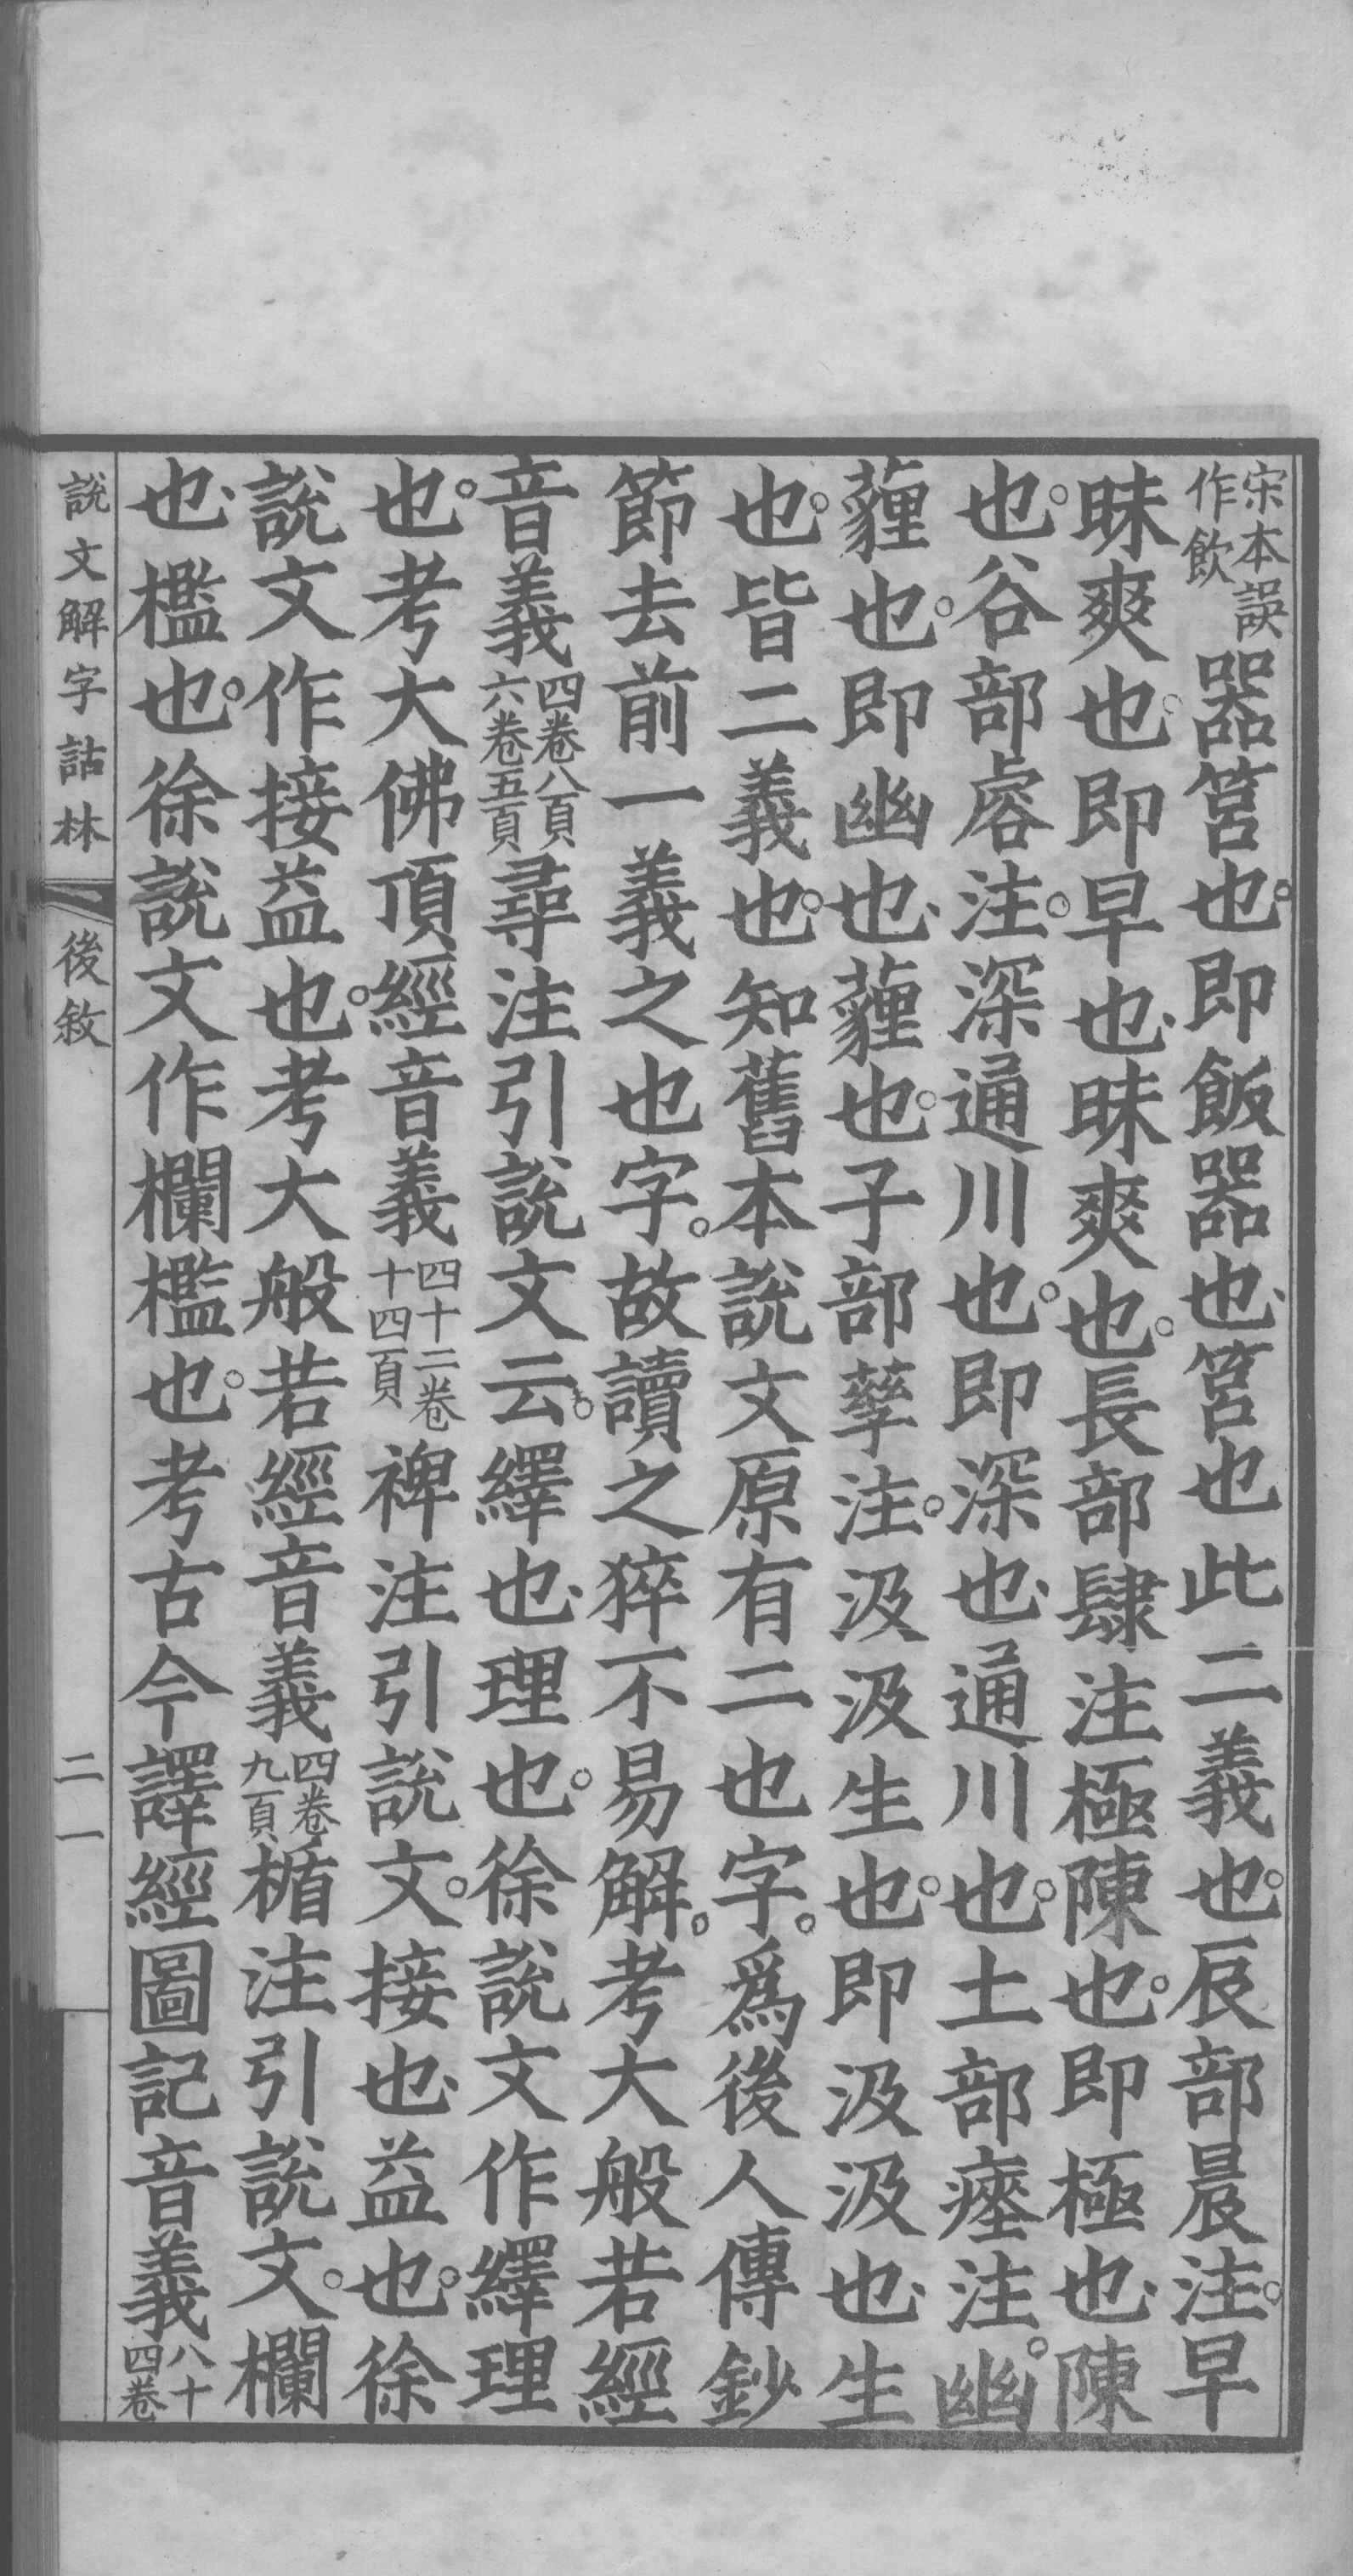 宋本誤作飲器筥也。即飯器也、筥也此二義也。辰部晨注。早
昧爽也。即早也、昧爽也。長部肆注極陳也。即極也、陳
也。谷部睿注。深通川也。即深也、通川也。土部瘞注。幽
薶也。即幽也、薶也。子部孳注。汲汲生也。即汲汲也、生
也。皆二義也。知舊本說文原有二也字。爲後人傳鈔
節去前一義之也字。故讀之猝不易解。考大般若經
音義四卷八頁六卷五頁尋注引說文云。繹也、理也。徐說文作繹理
也。考大佛頂經音義四十二卷十四頁裨注引說文。接也、益也。徐
說文作接益也。考大般若經音義四卷九頁楯注引說文。欄
也、檻也。徐說文作欄檻也。考古今譯經圖記音義八十四卷
說文解字詁林 後敘 二一